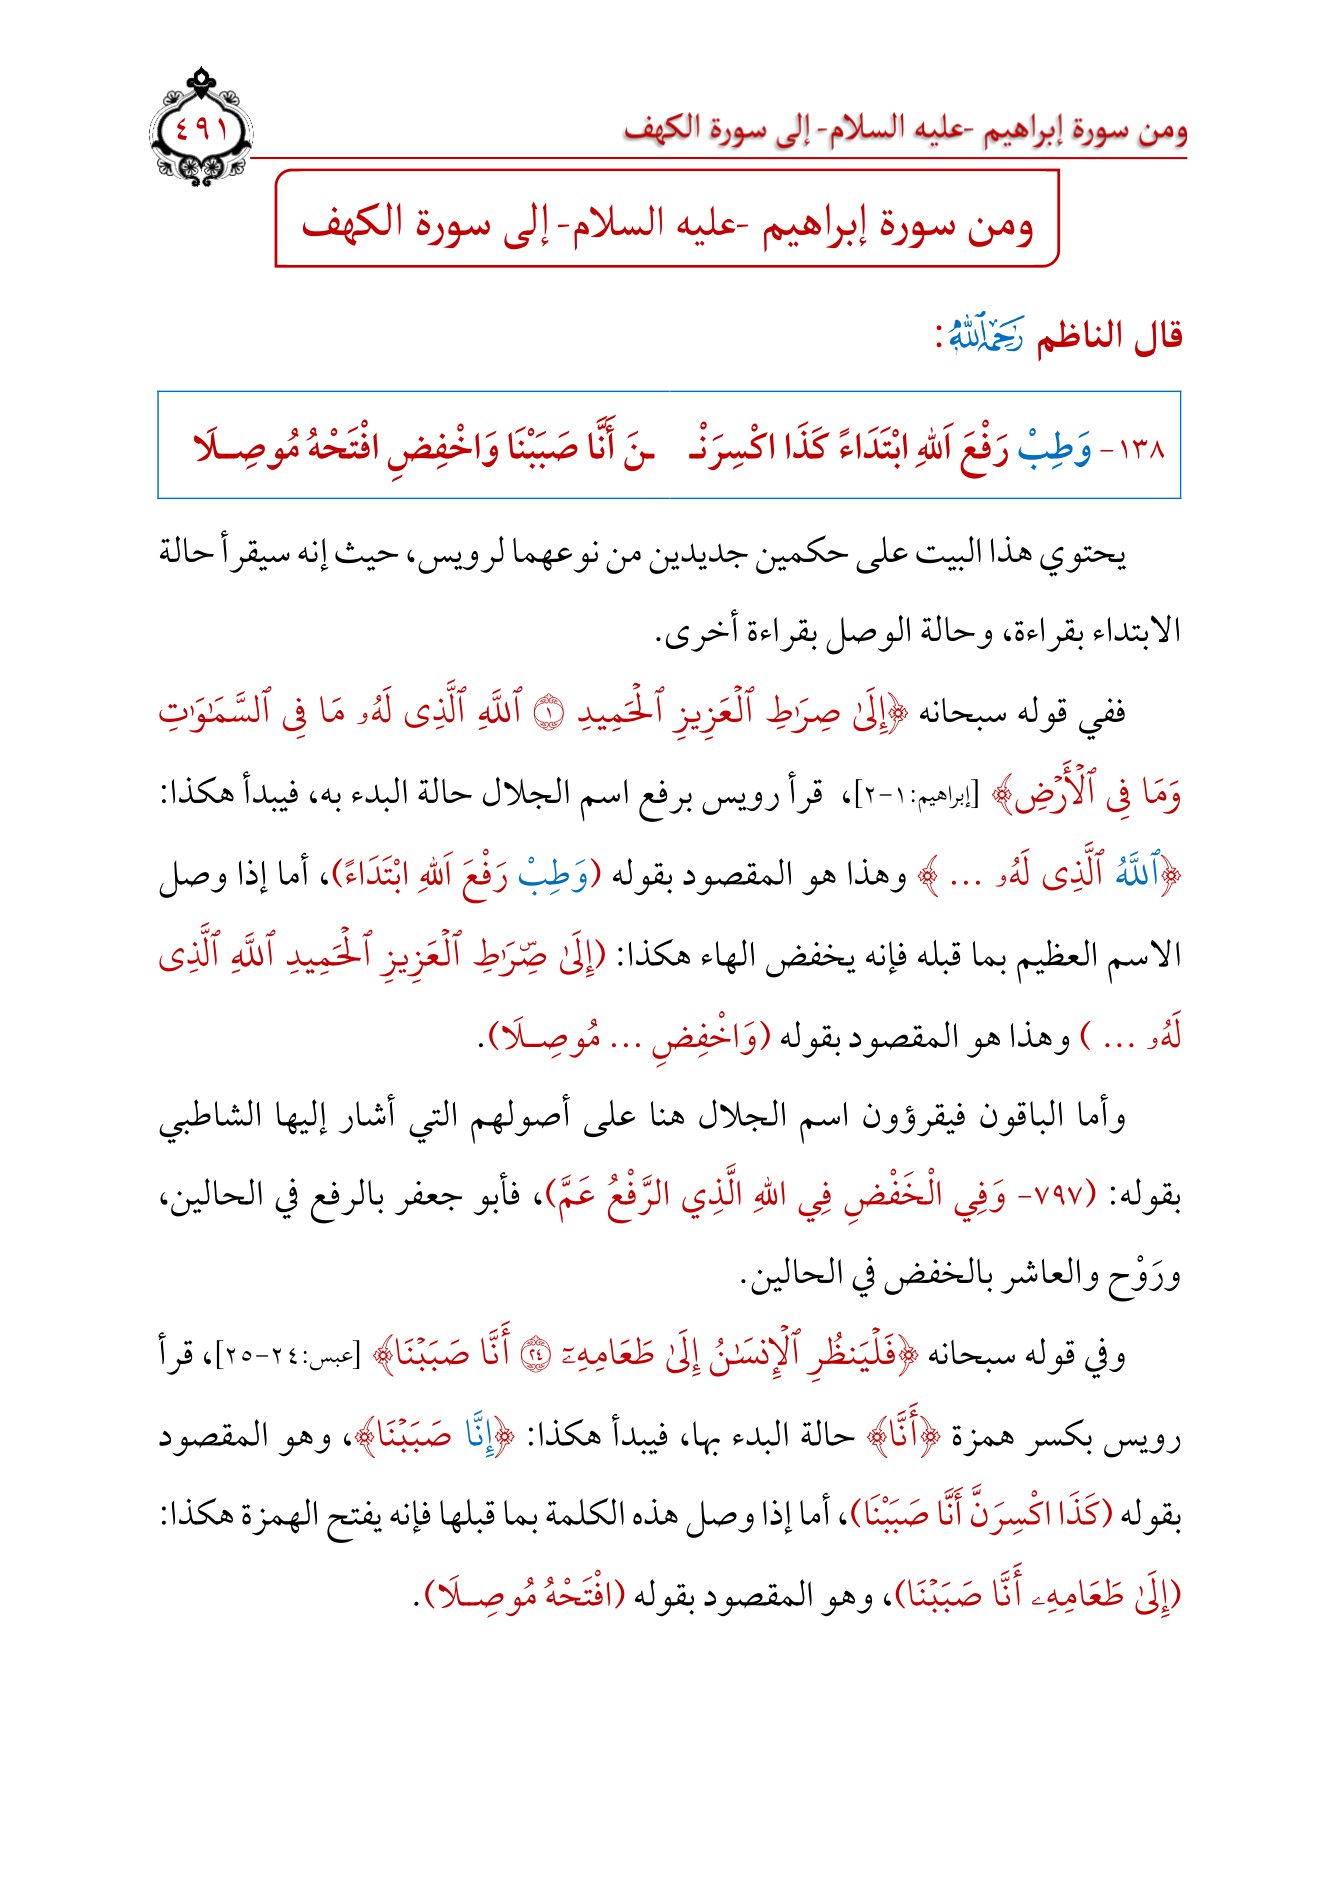 ومن سورة إبراهيم -عليه السلام- إلى سورة الكهف
٤٩١
ومن سورة إبراهيم -عليه السلام- إلى سورة الكهف
قال الناظم رَحِمَهُ ٱللَّهُ:
١٣٨- وَطِبْ رَفْعَ اَللهِ ابْتَدَاءً كَذَا اكْسِرَنْـ ـنَ أَنَّا صَبَبْنَا وَاخْفِضِ افْتَحْهُ مُوصِــلَا
يحتوي هذا البيت على حكمين جديدين من نوعهما لرويس، حيث إنه سيقرأ حالة
الابتداء بقراءة، وحالة الوصل بقراءة أخرى.
ففي قوله سبحانه ﴿إِلَىٰ صِرَٰطِ ٱلْعَزِيزِ ٱلْحَمِيدِ ١ ٱللَّهِ ٱلَّذِى لَهُۥ مَا فِى ٱلسَّمَٰوَٰتِ
وَمَا فِى ٱلْأَرْضِ﴾ [إبراهيم:١-٢]، قرأ رويس برفع اسم الجلال حالة البدء به، فيبدأ هكذا:
﴿ٱللَّهُ ٱلَّذِى لَهُۥ ... ﴾ وهذا هو المقصود بقوله (وَطِبْ رَفْعَ اَللهِ ابْتَدَاءً)، أما إذا وصل
الاسم العظيم بما قبله فإنه يخفض الهاء هكذا: (إِلَىٰ صِۜرَٰطِ ٱلْعَزِيزِ ٱلْحَمِيدِ ٱللَّهِ ٱلَّذِى
لَهُۥ ... ) وهذا هو المقصود بقوله (وَاخْفِضِ ... مُوصِــلَا).
وأما الباقون فيقرؤون اسم الجلال هنا على أصولهم التي أشار إليها الشاطبي
بقوله: (٧٩٧- وَفِي الْخَفْضِ فِي اللهِ الَّذِي الرَّفْعُ عَمَّ)، فأبو جعفر بالرفع في الحالين،
ورَوْح والعاشر بالخفض في الحالين.
وفي قوله سبحانه ﴿فَلْيَنظُرِ ٱلْإِنسَٰنُ إِلَىٰ طَعَامِهِۦٓ ٢٤ أَنَّا صَبَبْنَا﴾ [عبس:٢٤-٢٥]، قرأ
رويس بكسر همزة ﴿أَنَّا﴾ حالة البدء بها، فيبدأ هكذا: ﴿إِنَّا صَبَبْنَا﴾، وهو المقصود
بقوله (كَذَا اكْسِرَنَّ أَنَّا صَبَبْنَا)، أما إذا وصل هذه الكلمة بما قبلها فإنه يفتح الهمزة هكذا:
(إِلَىٰ طَعَامِهِۦ أَنَّا صَبَبْنَا)، وهو المقصود بقوله (افْتَحْهُ مُوصِــلَا).